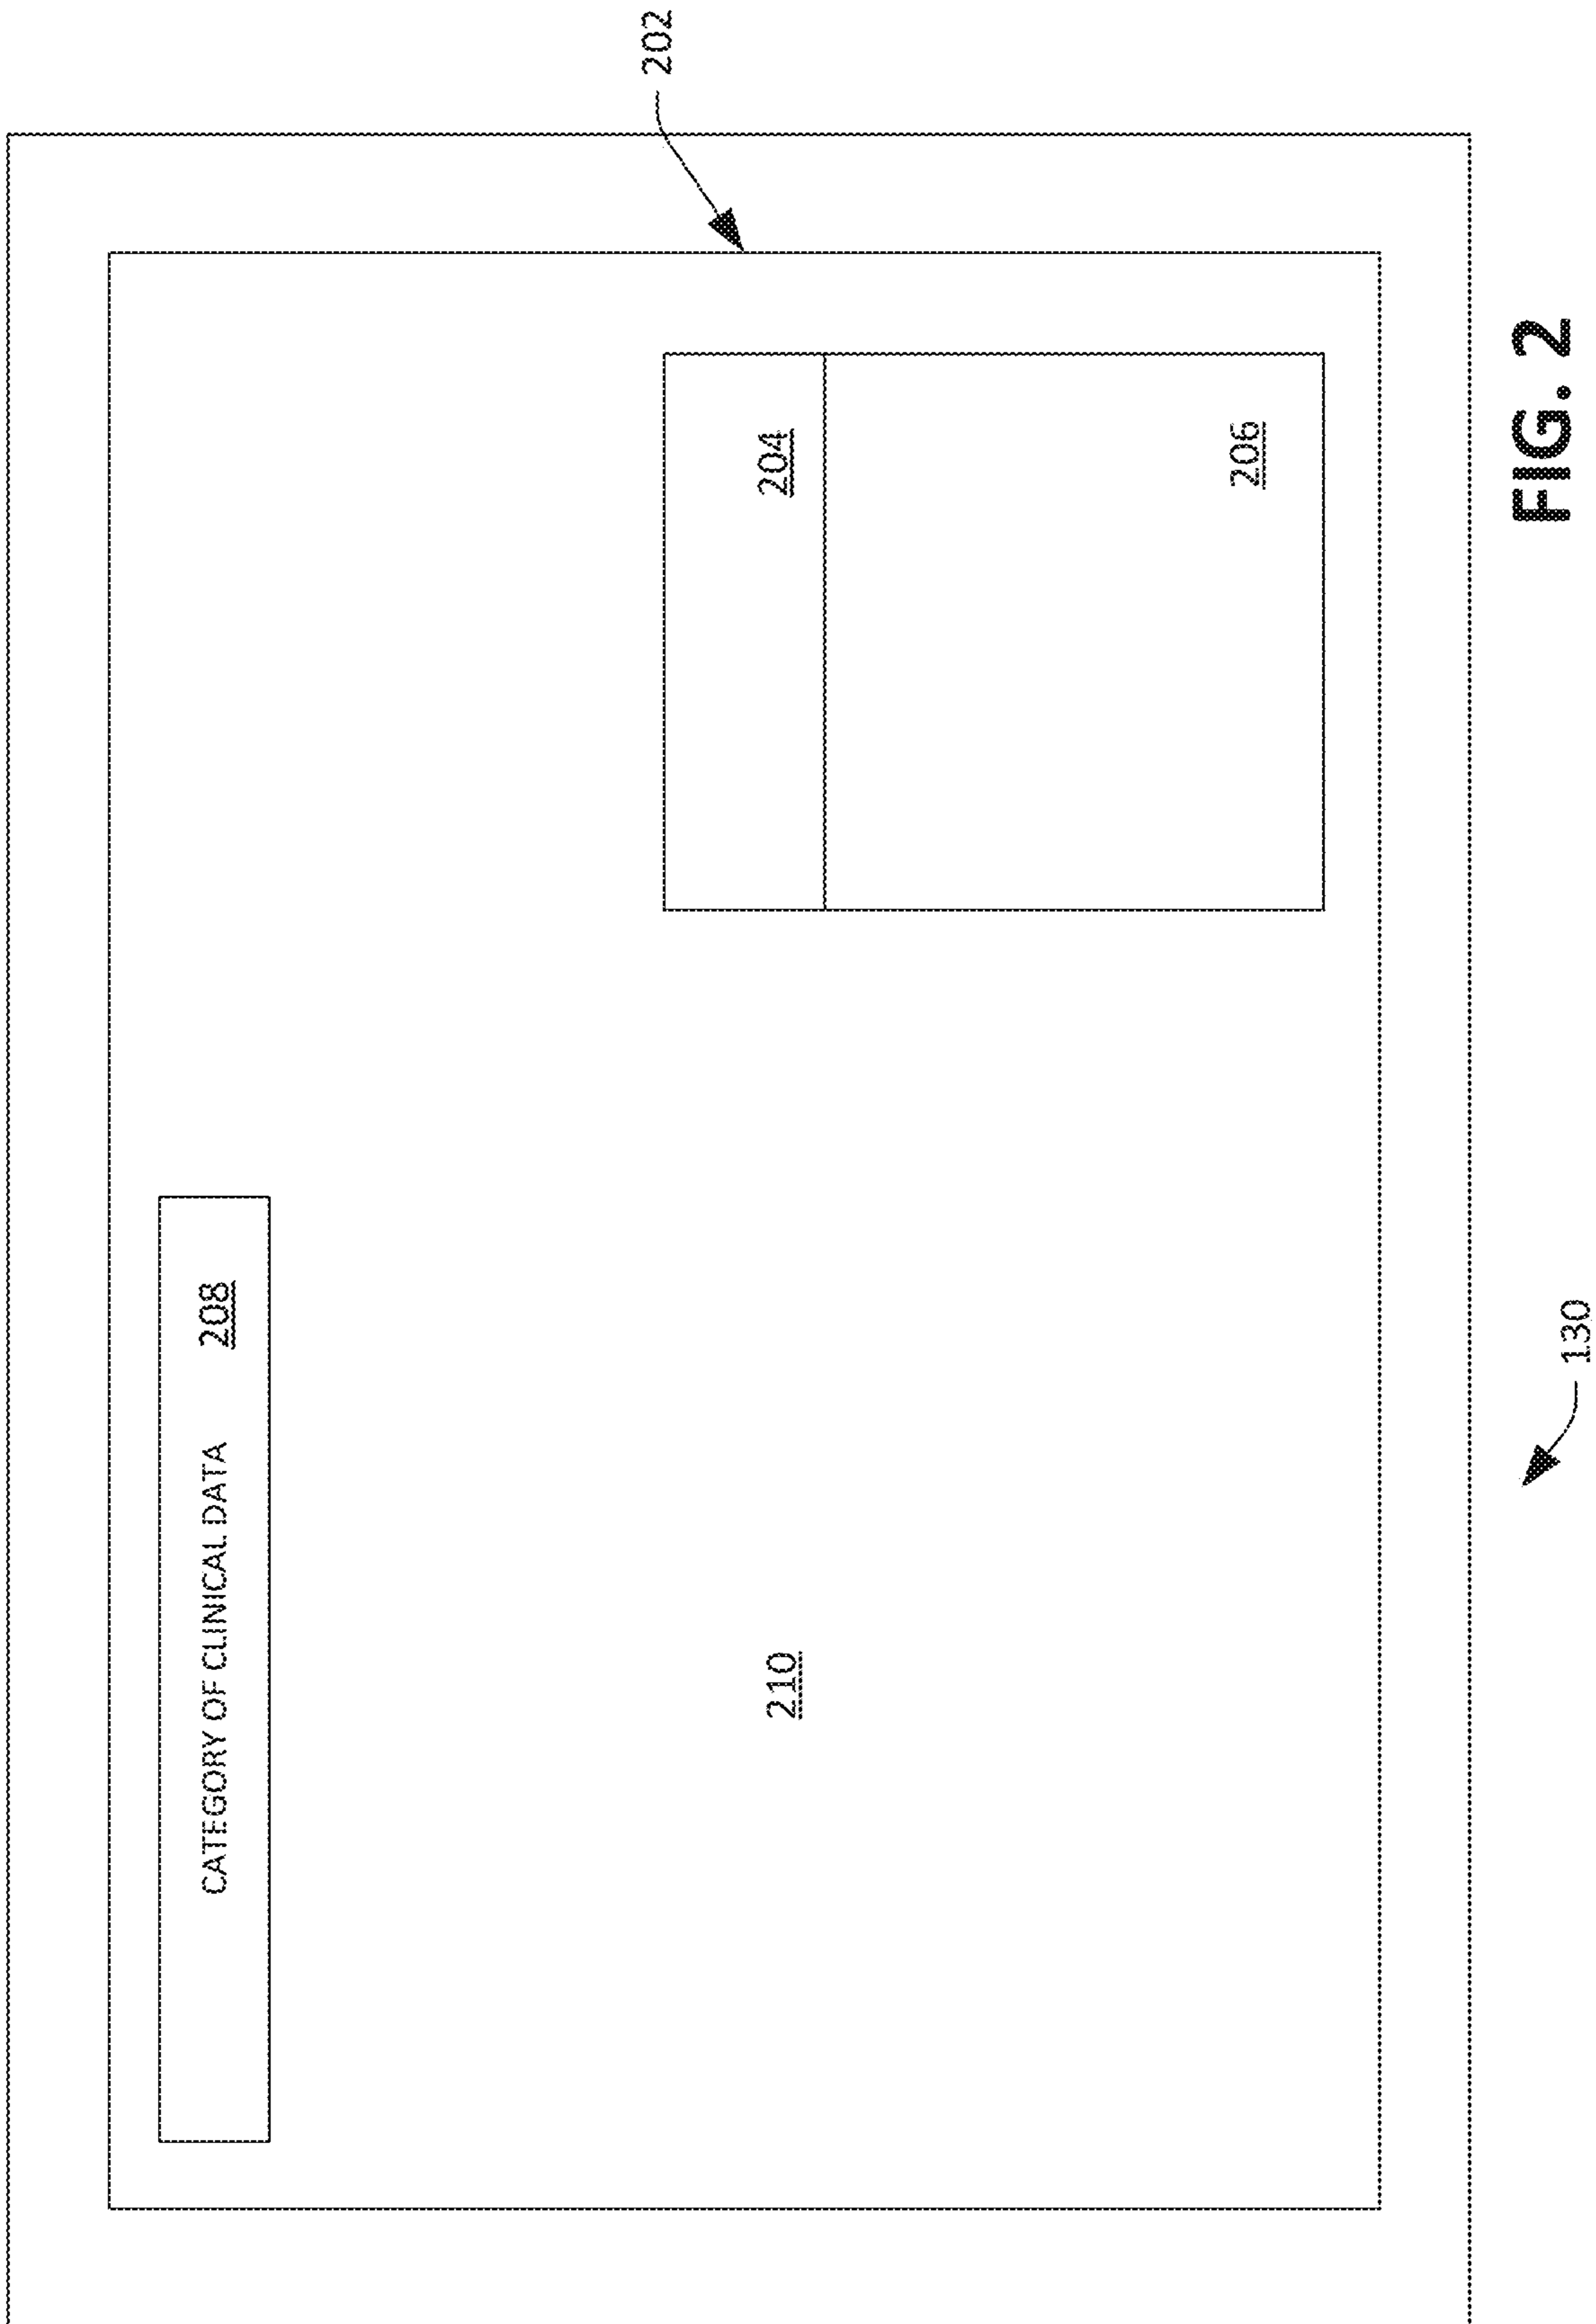 202
CATEGORY OF CLINICAL DATA 208
204
210
206
130
FIG. 2